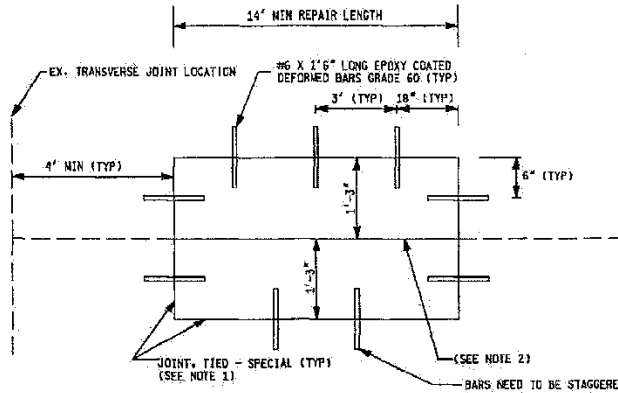 14' MIN REPAIR LENGTH
EX. TRANSVERSE JOINT LOCATION
#6 X 1'6" LONG EPOXY COATED
DEFORMED BARS GRADE 60 (TYP)
3' (TYP)
18" (TYP)
4' MIN (TYP)
6" (TYP)
1'-3"
1'-3"
JOINT, TIED - SPECIAL (TYP)
(SEE NOTE 1)
(SEE NOTE 2)
BARS NEED TO BE STAGGERE